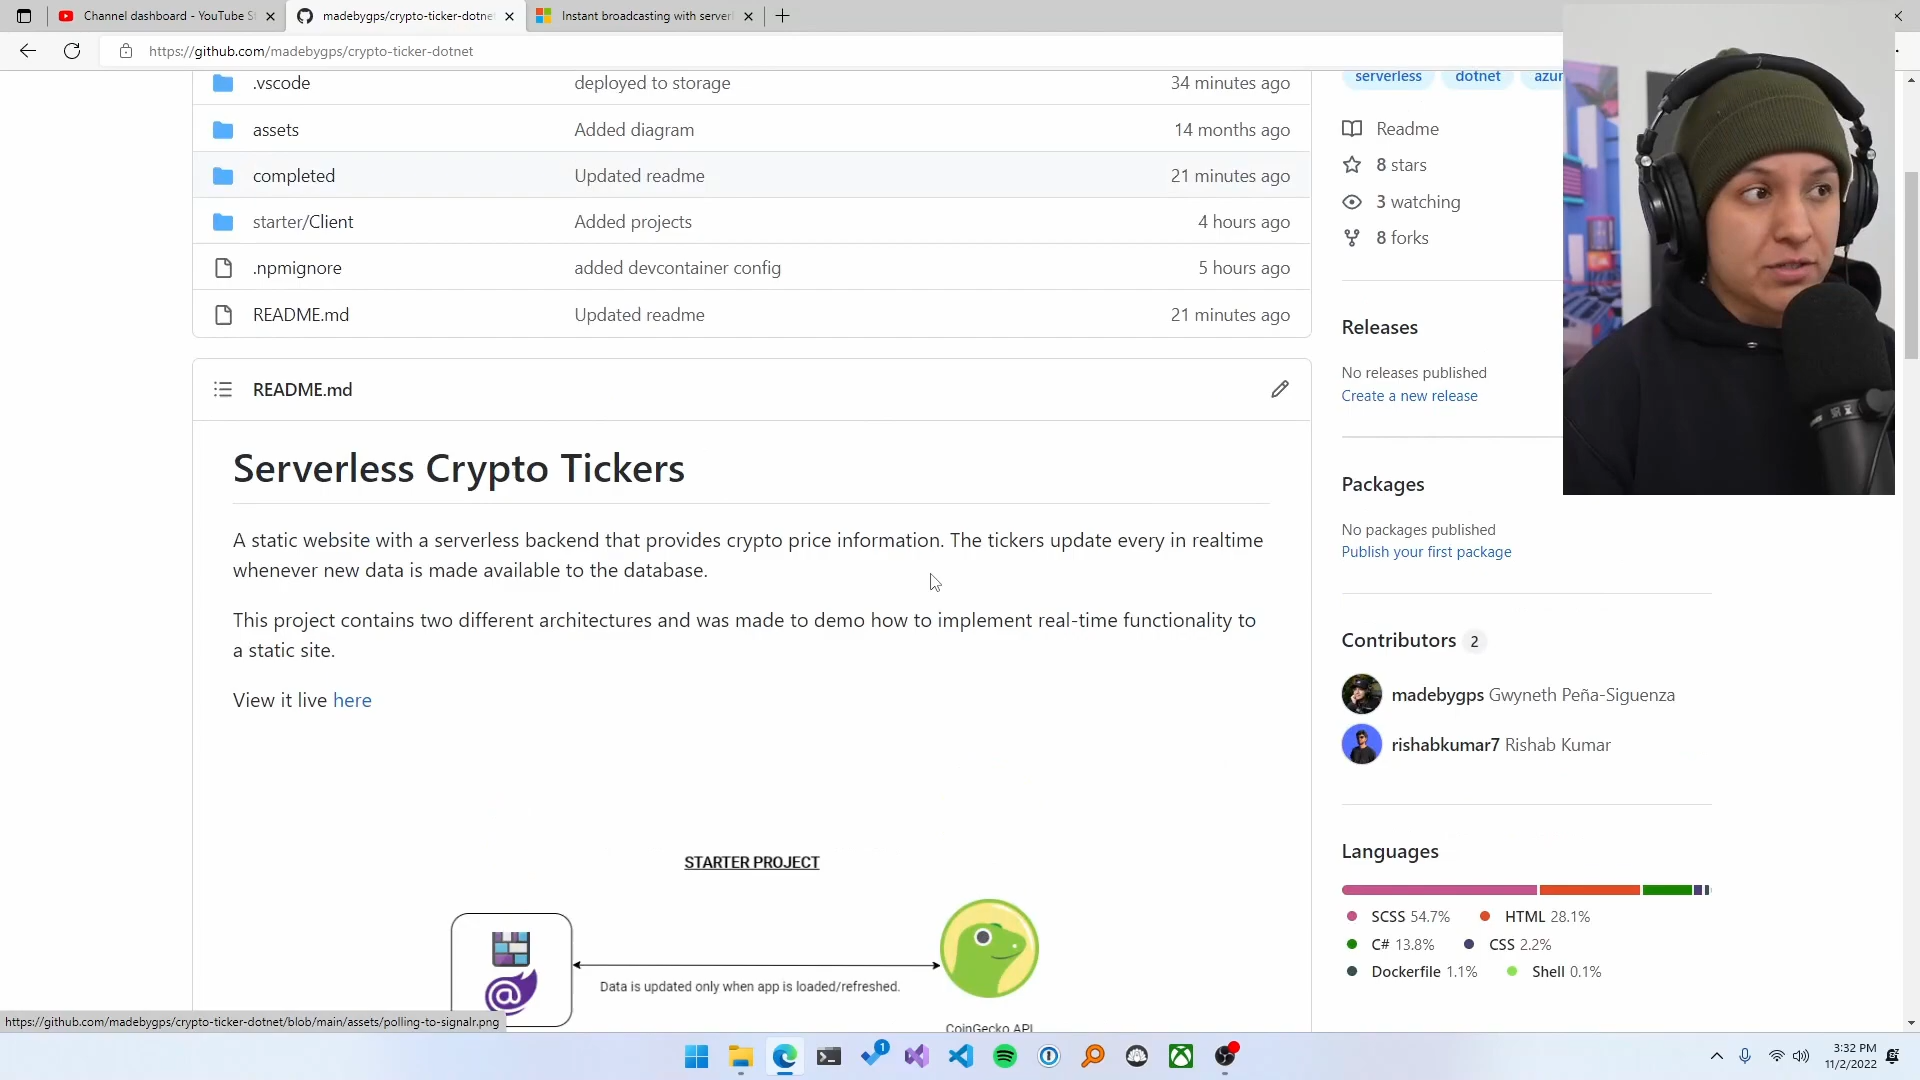 Channel dashboard - YouTube S
madebygps/crypto-ticker-dotne
Instant broadcasting with server
https://github.com/madebygps/crypto-ticker-dotnet
.vscode
deployed to storage
34 minutes ago
assets
Added diagram
14 months ago
completed
Updated readme
21 minutes ago
starter/Client
Added projects
4 hours ago
.npmignore
added devcontainer config
5 hours ago
README.md
Updated readme
21 minutes ago
README.md
Serverless Crypto Tickers
A static website with a serverless backend that provides crypto price information. The tickers update every in realtime
whenever new data is made available to the database.
This project contains two different architectures and was made to demo how to implement real-time functionality to
a static site.
View it live here
STARTER PROJECT
Data is updated only when app is loaded/refreshed.
CoinGecko API
serverless dotnet azur
Readme
8 stars
3 watching
8 forks
Releases
No releases published
Create a new release
Packages
No packages published
Publish your first package
Contributors 2
madebygps Gwyneth Peña-Siguenza
rishabkumar7 Rishab Kumar
Languages
SCSS 54.7% HTML 28.1%
C# 13.8% CSS 2.2%
Dockerfile 1.1% Shell 0.1%
https://github.com/madebygps/crypto-ticker-dotnet/blob/main/assets/polling-to-signalr.png
1
3:32 PM
11/2/2022